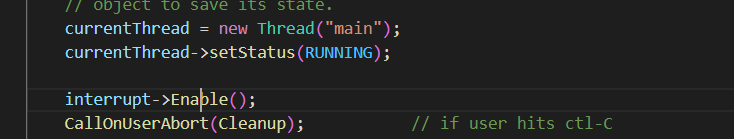 // object to save its state.
currentThread = new Thread("main");
currentThread->setStatus(RUNNING);
interrupt->Enable();
CallOnUserAbort(Cleanup); // if user hits ctl-C